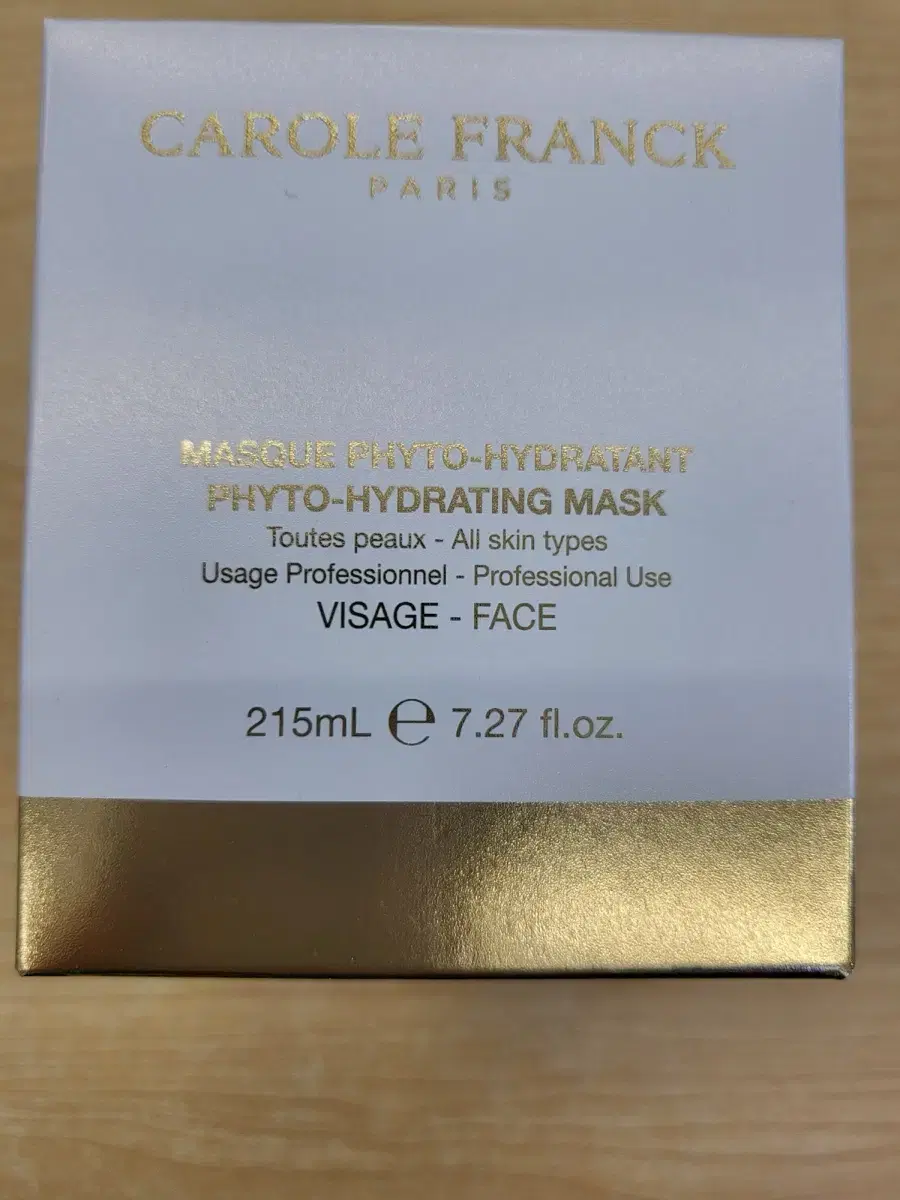 CAROLE FRANCK
PARIS
MASQUE PHYTO-HYDRATANT
PHYTO-HYDRATING MASK
Toutes peaux - All skin types
Usage Professionnel - Professional Use
VISAGE - FACE
215mL ℮ 7.27 fl.oz.